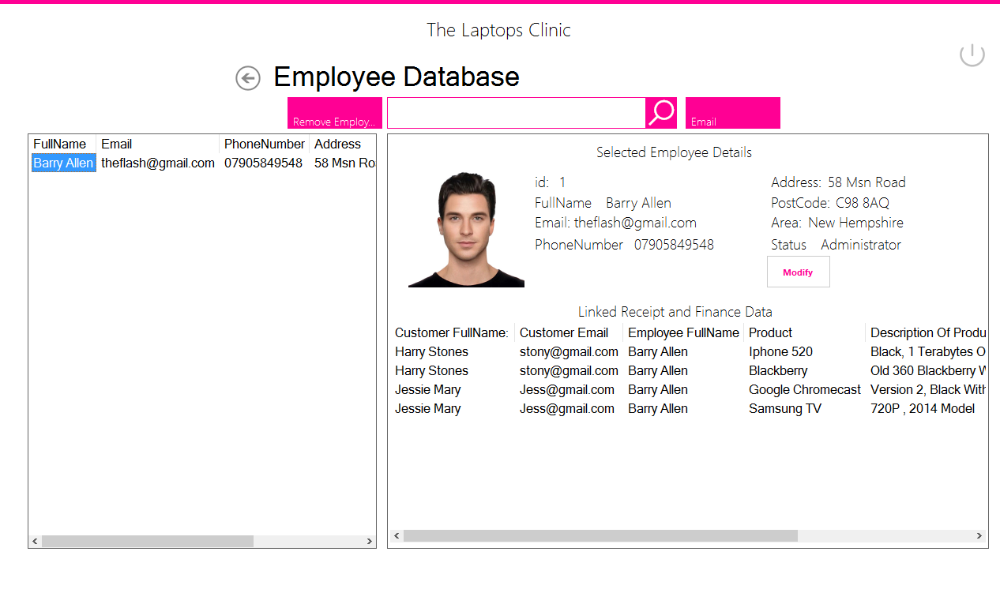 The Laptops Clinic
Employee Database
Remove Employ...
Email
FullName Email PhoneNumber Address
Barry Allen theflash@gmail.com 07905849548 58 Msn Ro
Selected Employee Details
id: 1
FullName Barry Allen
Email: theflash@gmail.com
PhoneNumber 07905849548
Address: 58 Msn Road
PostCode: C98 8AQ
Area: New Hempshire
Status Administrator
Modify
Linked Receipt and Finance Data
Customer FullName: Customer Email Employee FullName Product Description Of Produ
Harry Stones stony@gmail.com Barry Allen Iphone 520 Black, 1 Terabytes O
Harry Stones stony@gmail.com Barry Allen Blackberry Old 360 Blackberry W
Jessie Mary Jess@gmail.com Barry Allen Google Chromecast Version 2, Black With
Jessie Mary Jess@gmail.com Barry Allen Samsung TV 720P , 2014 Model